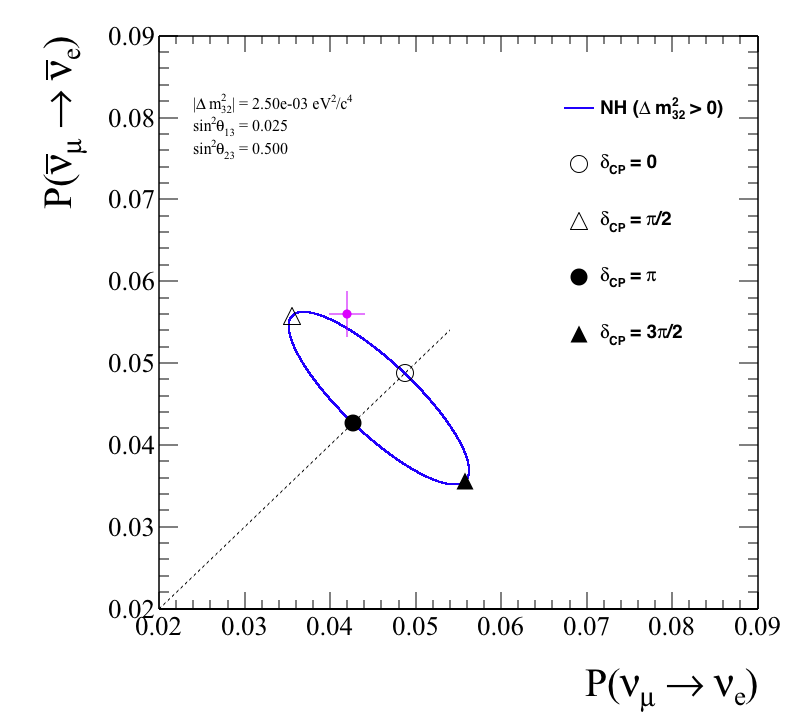 P(ν̅μ → ν̅e)
0.09
0.08
0.07
0.06
0.05
0.04
0.03
0.02
|Δ m²₃₂| = 2.50e-03 eV²/c⁴
sin²θ₁₃ = 0.025
sin²θ₂₃ = 0.500
NH (Δ m²₃₂ > 0)
δCP = 0
δCP = π/2
δCP = π
δCP = 3π/2
0.02 0.03 0.04 0.05 0.06 0.07 0.08 0.09
P(νμ → νe)